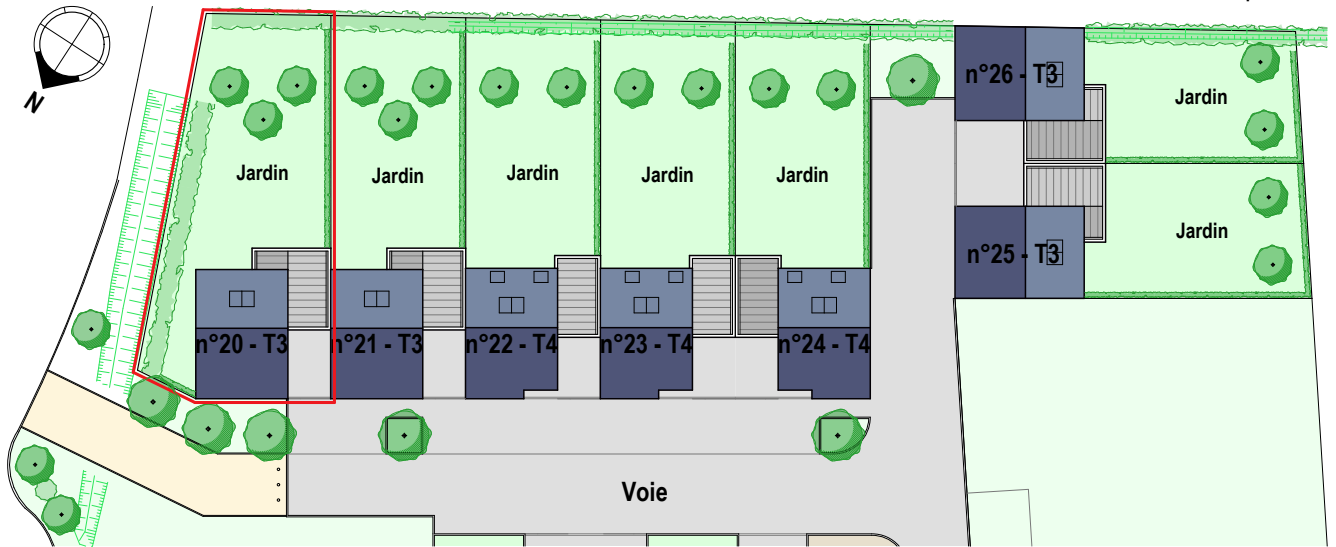 N
n°26 - T3
Jardin
Jardin
Jardin
Jardin
Jardin
Jardin
Jardin
n°25 - T3
n°20 - T3
n°21 - T3
n°22 - T4
n°23 - T4
n°24 - T4
Voie